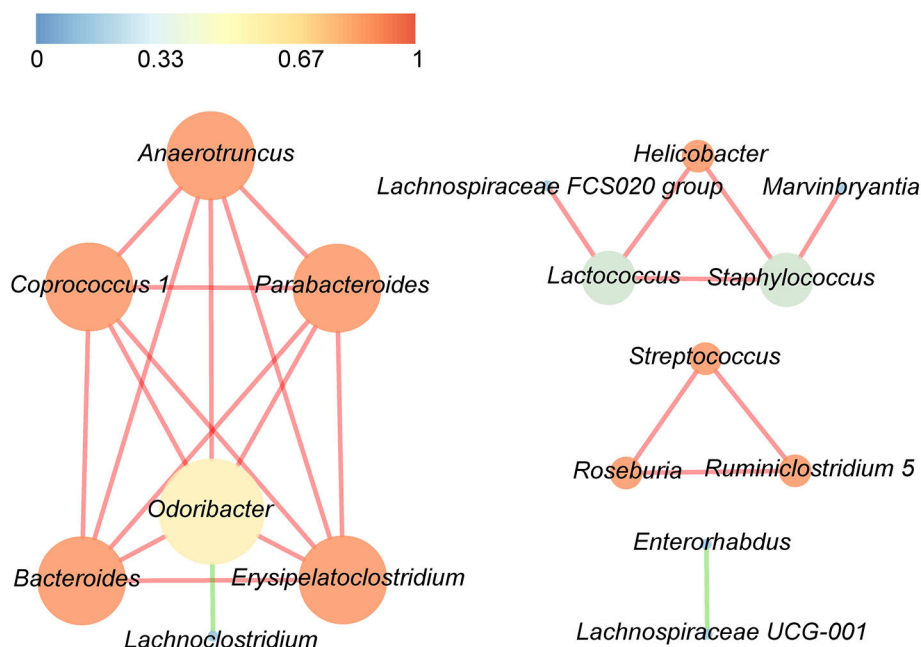 0 0.33 0.67 1
Anaerotruncus
Coprococcus 1
Parabacteroides
Odoribacter
Bacteroides
Erysipelatoclostridium
Lachnoclostridium
Helicobacter
Lachnospiraceae FCS020 group
Marvinbryantia
Lactococcus
Staphylococcus
Streptococcus
Roseburia
Ruminiclostridium 5
Enterorhabdus
Lachnospiraceae UCG-001